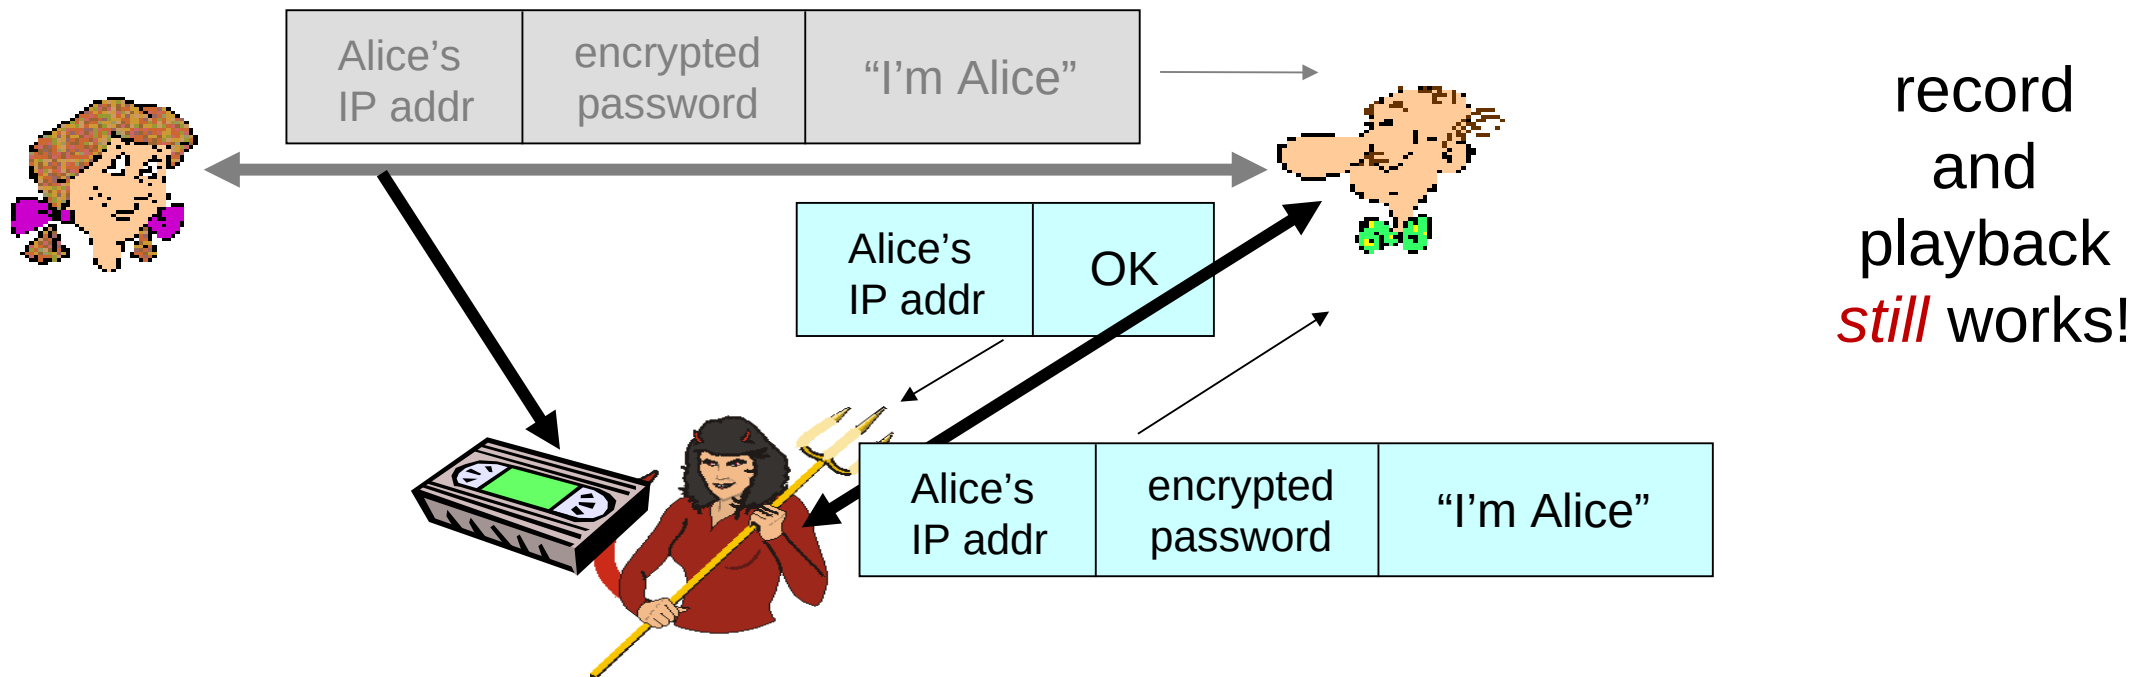 Alice’s
IP addr
encrypted
password
“I’m Alice”
record
and
playback
still works!
Alice’s
IP addr
OK
Alice’s
IP addr
encrypted
password
“I’m Alice”